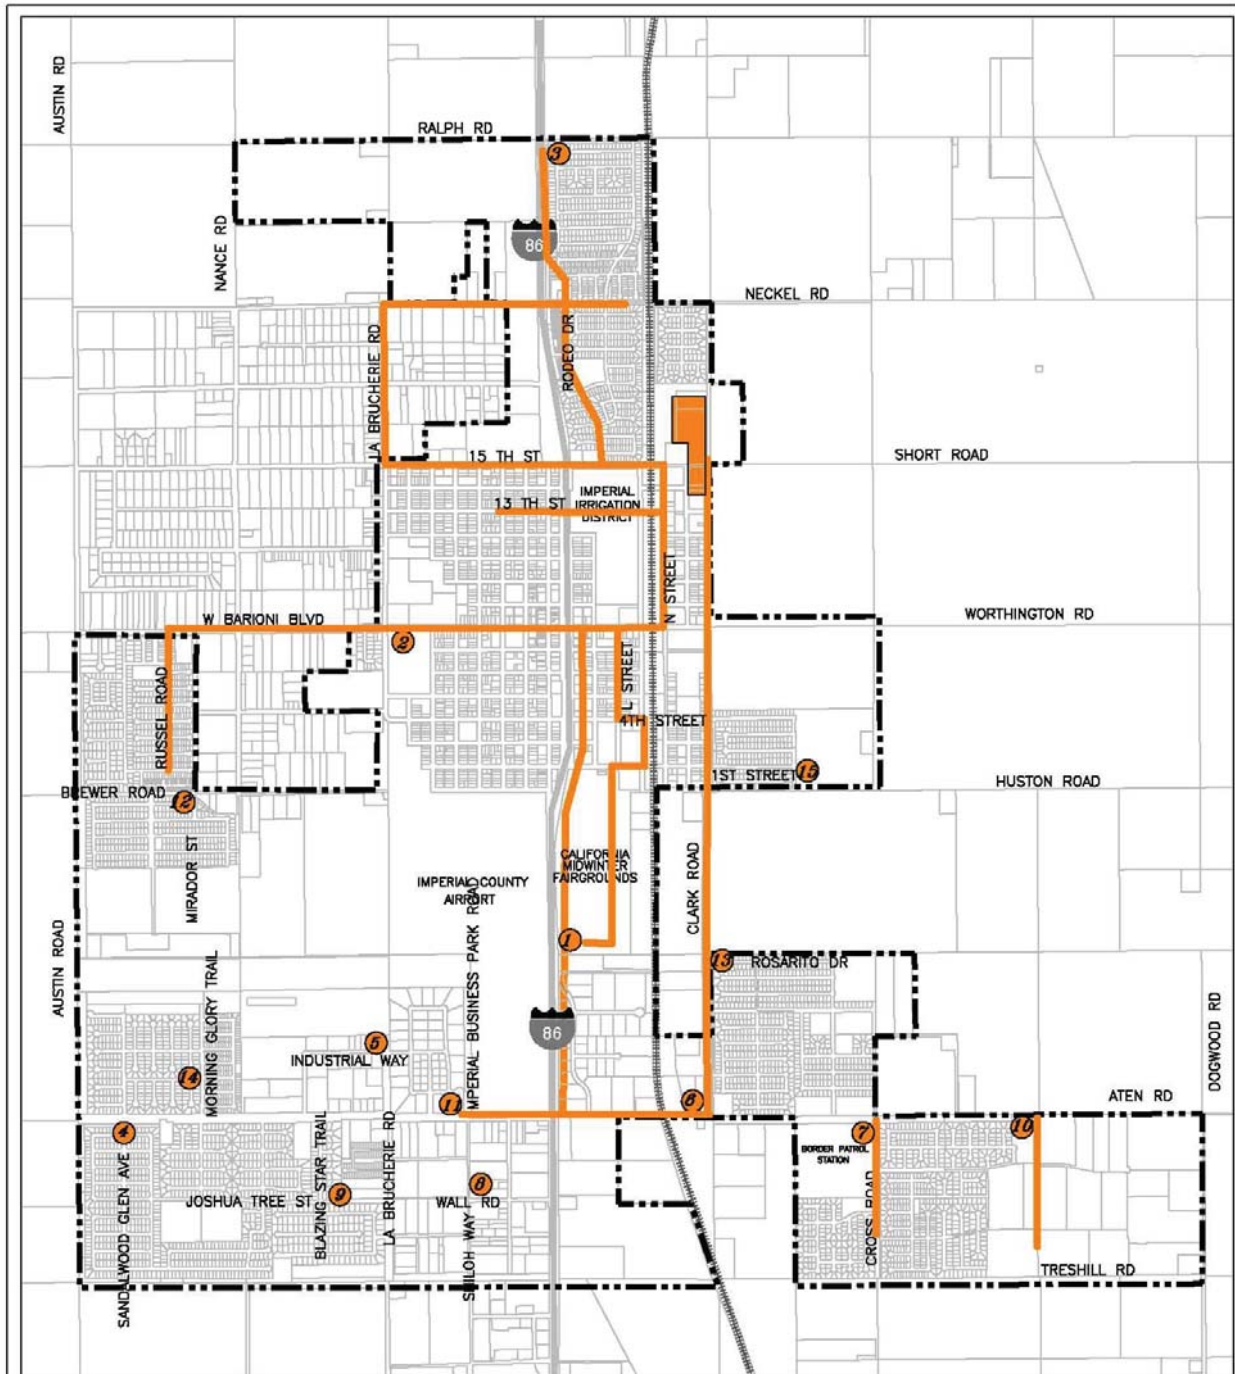 AUSTIN RD
RALPH RD
3
NANCE RD
86
NECKEL RD
LA BRUCHERIE RD
RODEO DR
15 TH ST
SHORT ROAD
13 TH ST
IMPERIAL
IRRIGATION
DISTRICT
N STREET
W BARIONI BLVD
WORTHINGTON RD
2
L STREET
RUSSEL ROAD
4TH STREET
1ST STREET
15
BREWER ROAD
HUSTON ROAD
12
MIRADOR ST
CALIFORNIA
MIDWINTER
FAIRGROUNDS
CLARK ROAD
IMPERIAL COUNTY
AIRPORT
MPERIAL BUSINESS PARK ROAD
1
AUSTIN ROAD
MORNING GLORY TRAIL
13
ROSARITO DR
86
DOGWOOD RD
5
INDUSTRIAL WAY
14
11
6
ATEN RD
4
7
10
BORDER PATROL
STATION
SANDALWOOD GLEN AVE
JOSHUA TREE ST
BLAZING STAR TRAIL
9
LA BRUCHERIE RD
8
WALL RD
SHILOH WAY
CROSS ROAD
TRESHILL RD